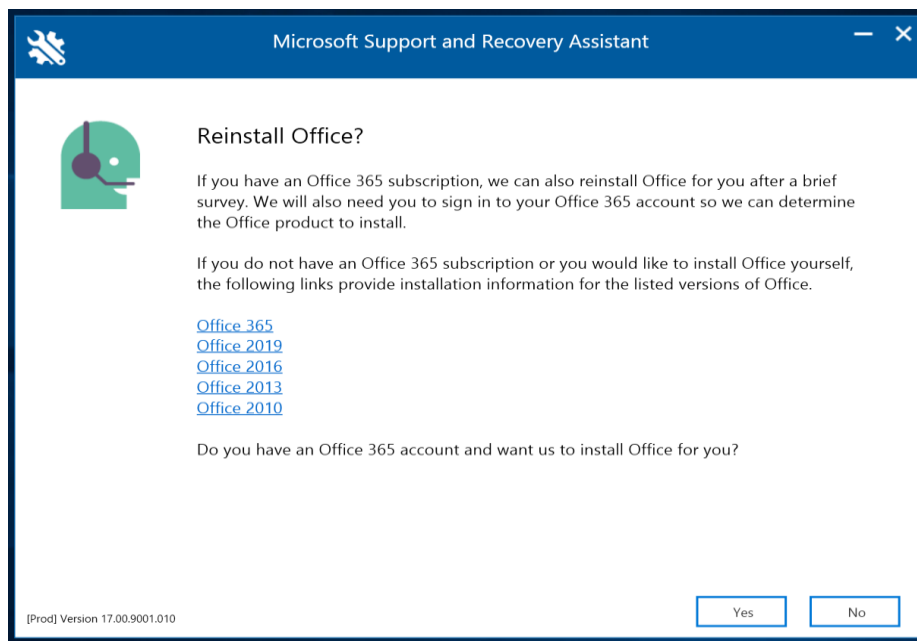 Microsoft Support and Recovery Assistant
Reinstall Office?
If you have an Office 365 subscription, we can also reinstall Office for you after a brief
survey. We will also need you to sign in to your Office 365 account so we can determine
the Office product to install.
If you do not have an Office 365 subscription or you would like to install Office yourself,
the following links provide installation information for the listed versions of Office.
Office 365
Office 2019
Office 2016
Office 2013
Office 2010
Do you have an Office 365 account and want us to install Office for you?
[Prod] Version 17.00.9001.010
Yes
No